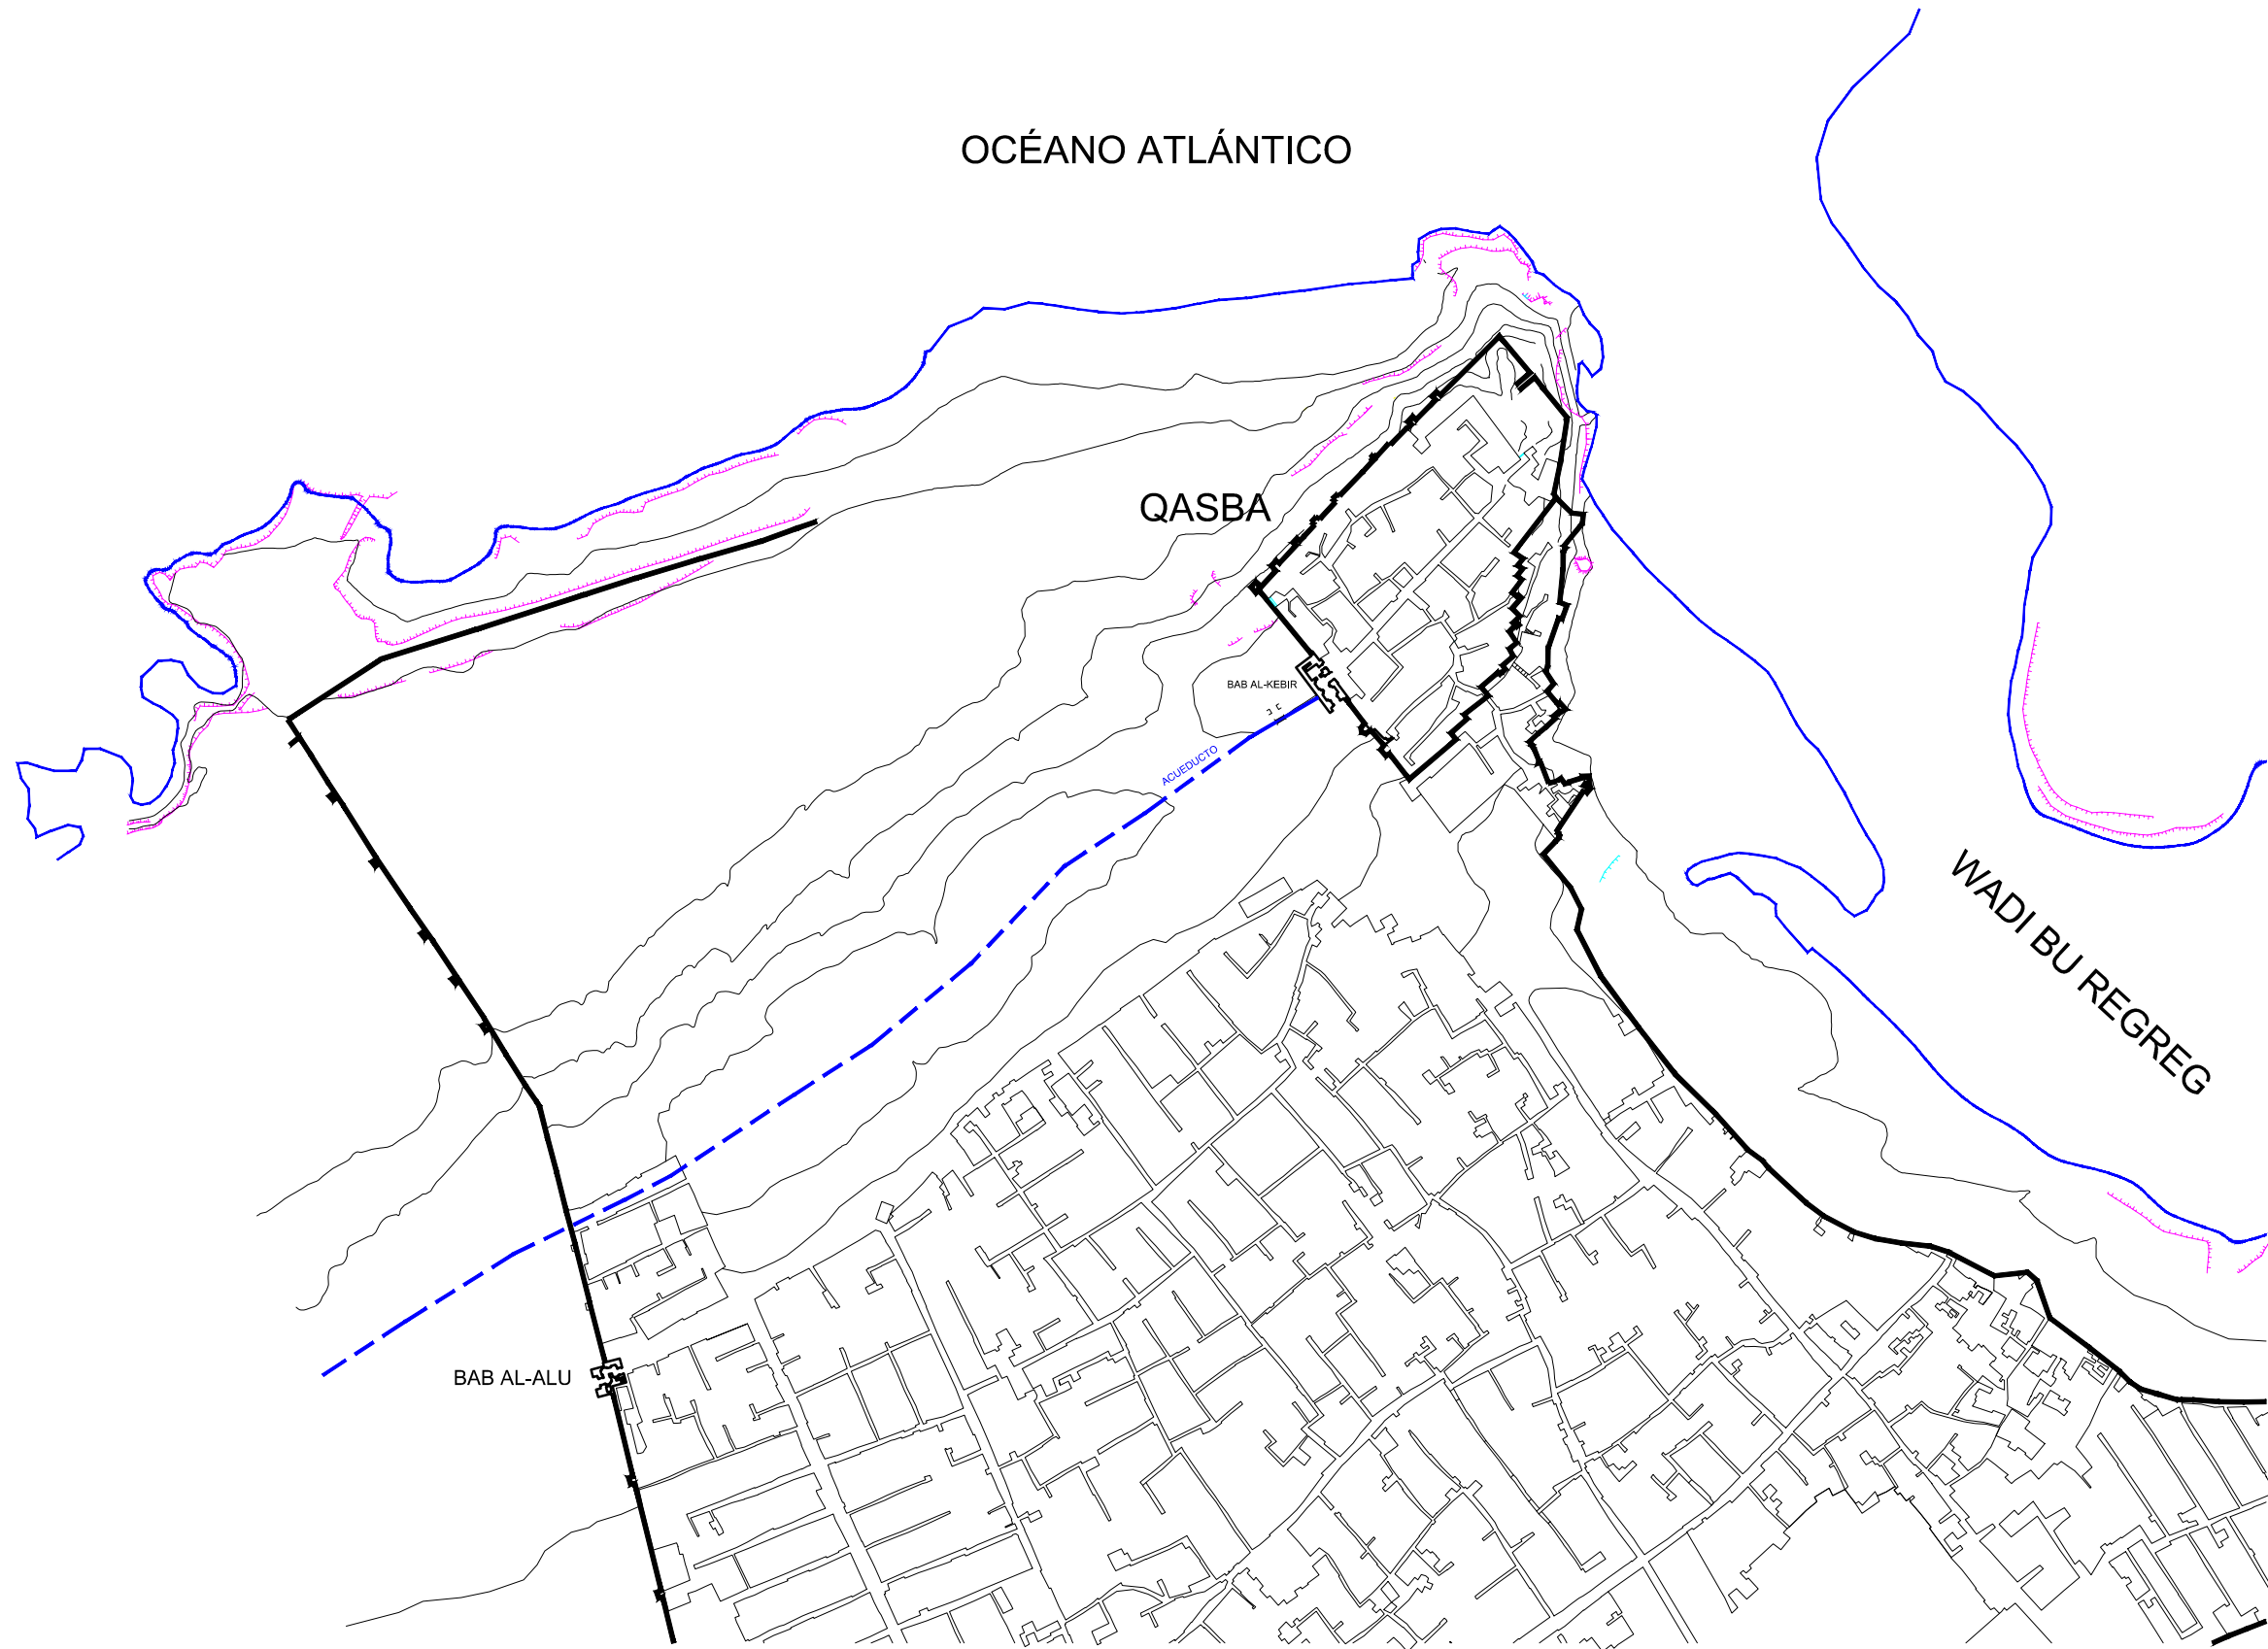 OCÉANO ATLÁNTICO
QASBA
BAB AL-KEBIR
ACUEDUCTO
WADI BU REGREG
BAB AL-ALU